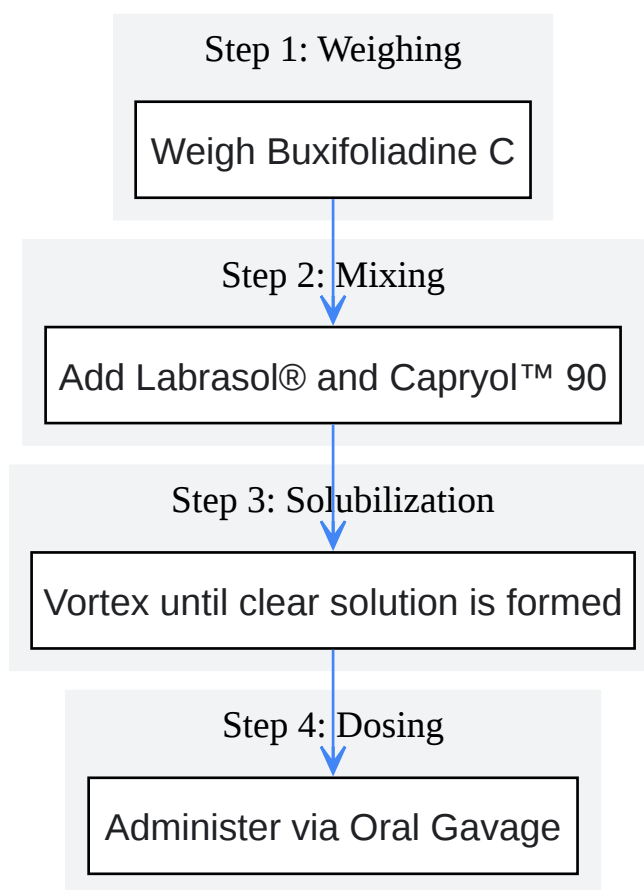 Step 1: Weighing
Weigh Buxifoliadine C
Step 2: Mixing
Add Labrasol® and Capryol™ 90
Step 3: Solubilization
Vortex until clear solution is formed
Step 4: Dosing
Administer via Oral Gavage